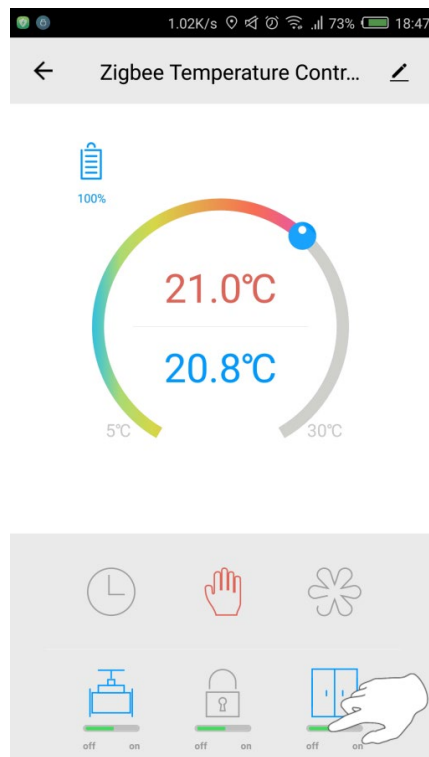 1.02K/s 73% 18:47
Zigbee Temperature Contr...
100%
21.0℃
20.8℃
5℃ 30℃
off on off on off on